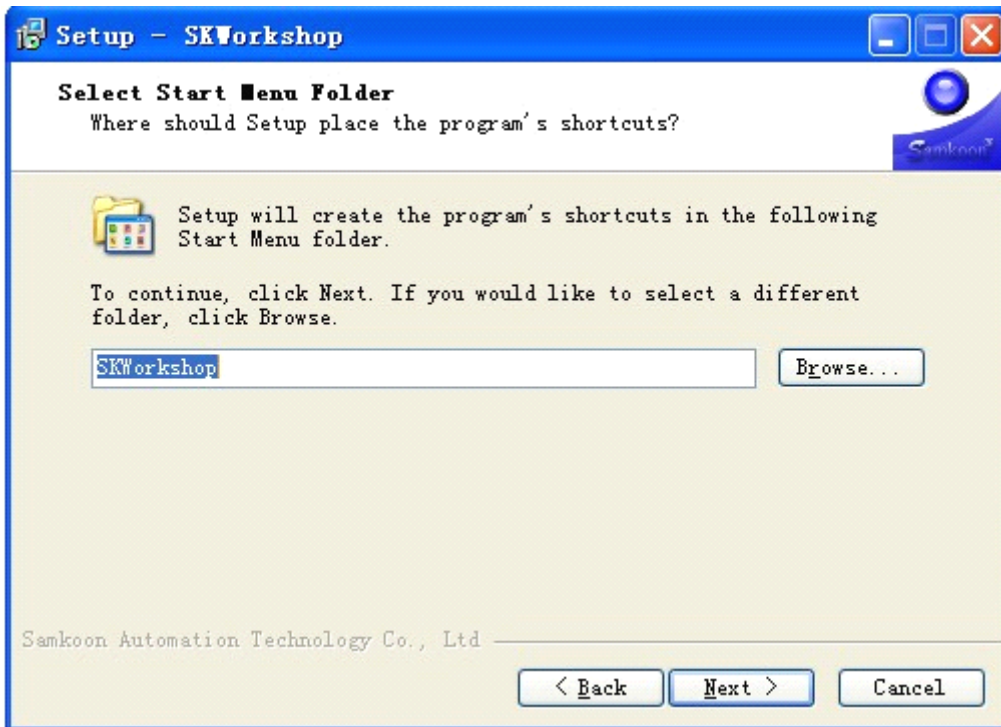 Setup - SKWorkshop
Select Start Menu Folder
Where should Setup place the program's shortcuts?
Samkoon
Setup will create the program's shortcuts in the following
Start Menu folder.
To continue, click Next. If you would like to select a different
folder, click Browse.
SKWorkshop
Browse...
Samkoon Automation Technology Co., Ltd
< Back
Next >
Cancel